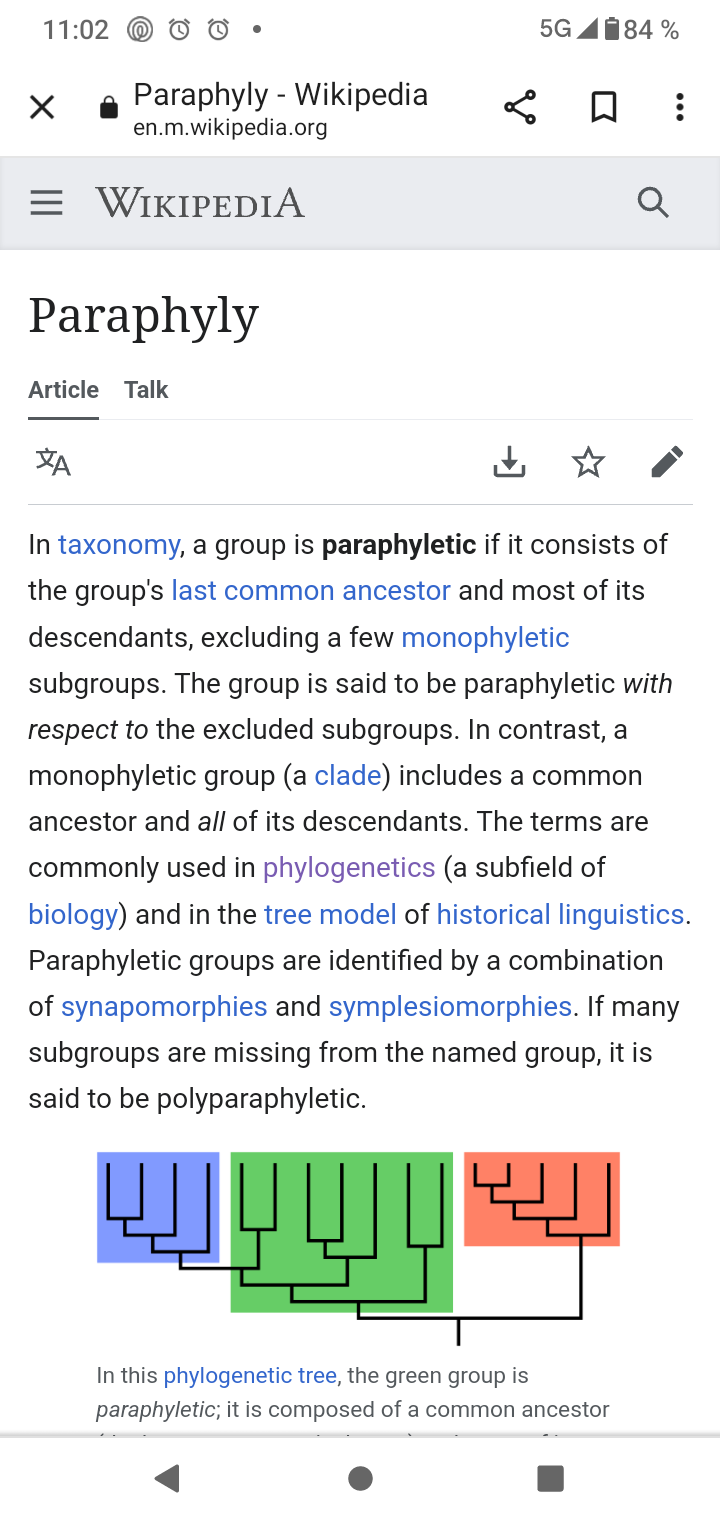 11:02
5G 84 %
Paraphyly - Wikipedia
en.m.wikipedia.org
WIKIPEDIA
Paraphyly
Article Talk
In taxonomy, a group is paraphyletic if it consists of
the group's last common ancestor and most of its
descendants, excluding a few monophyletic
subgroups. The group is said to be paraphyletic with
respect to the excluded subgroups. In contrast, a
monophyletic group (a clade) includes a common
ancestor and all of its descendants. The terms are
commonly used in phylogenetics (a subfield of
biology) and in the tree model of historical linguistics.
Paraphyletic groups are identified by a combination
of synapomorphies and symplesiomorphies. If many
subgroups are missing from the named group, it is
said to be polyparaphyletic.
In this phylogenetic tree, the green group is
paraphyletic; it is composed of a common ancestor